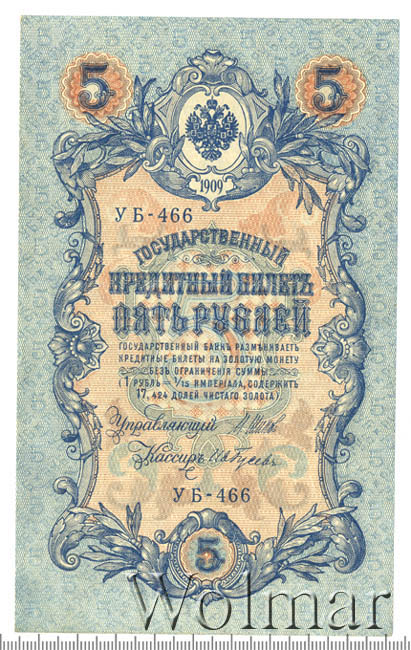 5 5
1909
УБ-466
ГОСУДАРСТВЕННЫЙ
КРЕДИТНЫЙ БИЛЕТЪ
ПЯТЬ РУБЛЕЙ
ГОСУДАРСТВЕННЫЙ БАНКЪ РАЗМѢНИВАЕТЪ
КРЕДИТНЫЕ БИЛЕТЫ НА ЗОЛОТУЮ МОНЕТУ
БЕЗЪ ОГРАНИЧЕНІЯ СУММЫ
(1 РУБЛЬ = 1/15 ИМПЕРІАЛА, СОДЕРЖИТЪ
17,424 ДОЛЕЙ ЧИСТАГО ЗОЛОТА)
Управляющій
Кассиръ
УБ-466
5
Wolmar